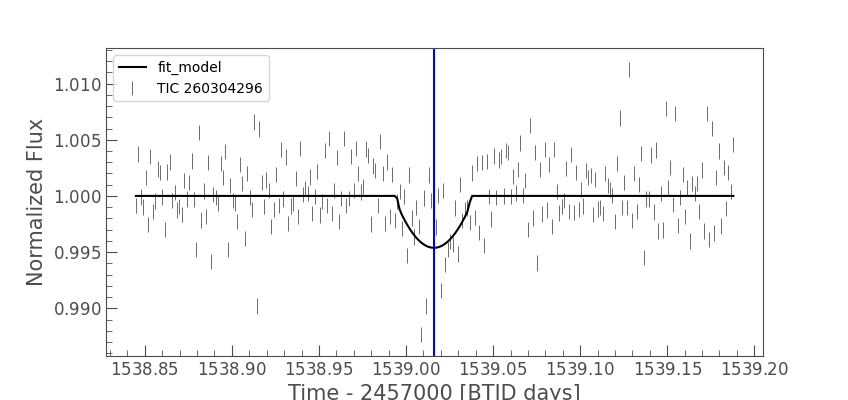 fit_model
TIC 260304296
1.010
1.005
1.000
0.995
0.990
Normalized Flux
1538.85 1538.90 1538.95 1539.00 1539.05 1539.10 1539.15 1539.20
Time - 2457000 [BTJD days]